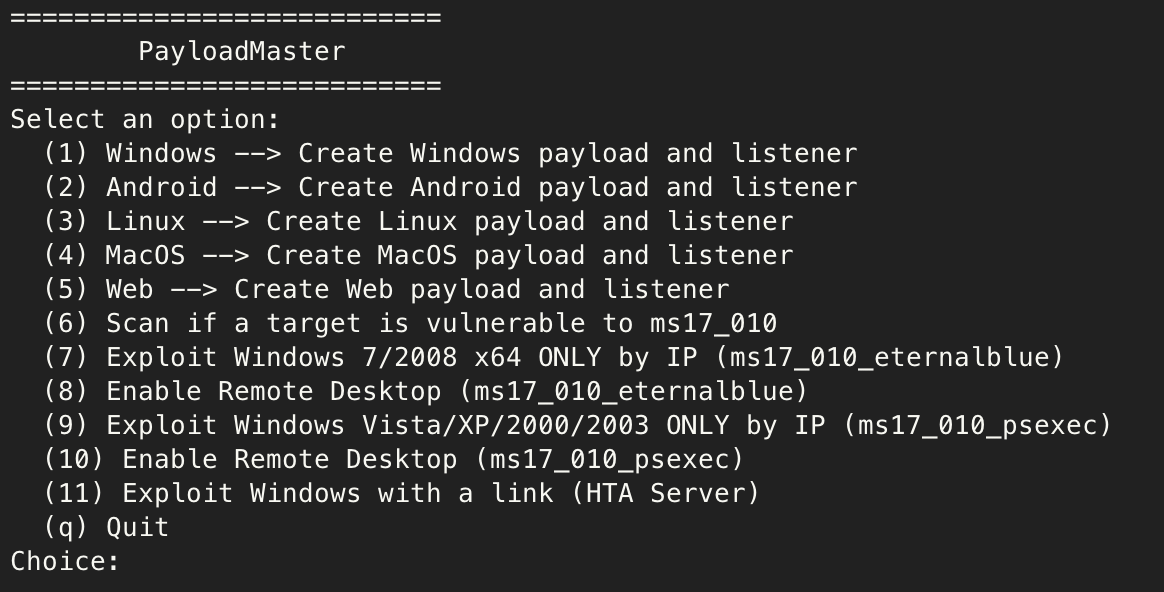 ===========================
PayloadMaster
===========================
Select an option:
(1) Windows --> Create Windows payload and listener
(2) Android --> Create Android payload and listener
(3) Linux --> Create Linux payload and listener
(4) MacOS --> Create MacOS payload and listener
(5) Web --> Create Web payload and listener
(6) Scan if a target is vulnerable to ms17_010
(7) Exploit Windows 7/2008 x64 ONLY by IP (ms17_010_eternalblue)
(8) Enable Remote Desktop (ms17_010_eternalblue)
(9) Exploit Windows Vista/XP/2000/2003 ONLY by IP (ms17_010_psexec)
(10) Enable Remote Desktop (ms17_010_psexec)
(11) Exploit Windows with a link (HTA Server)
(q) Quit
Choice: